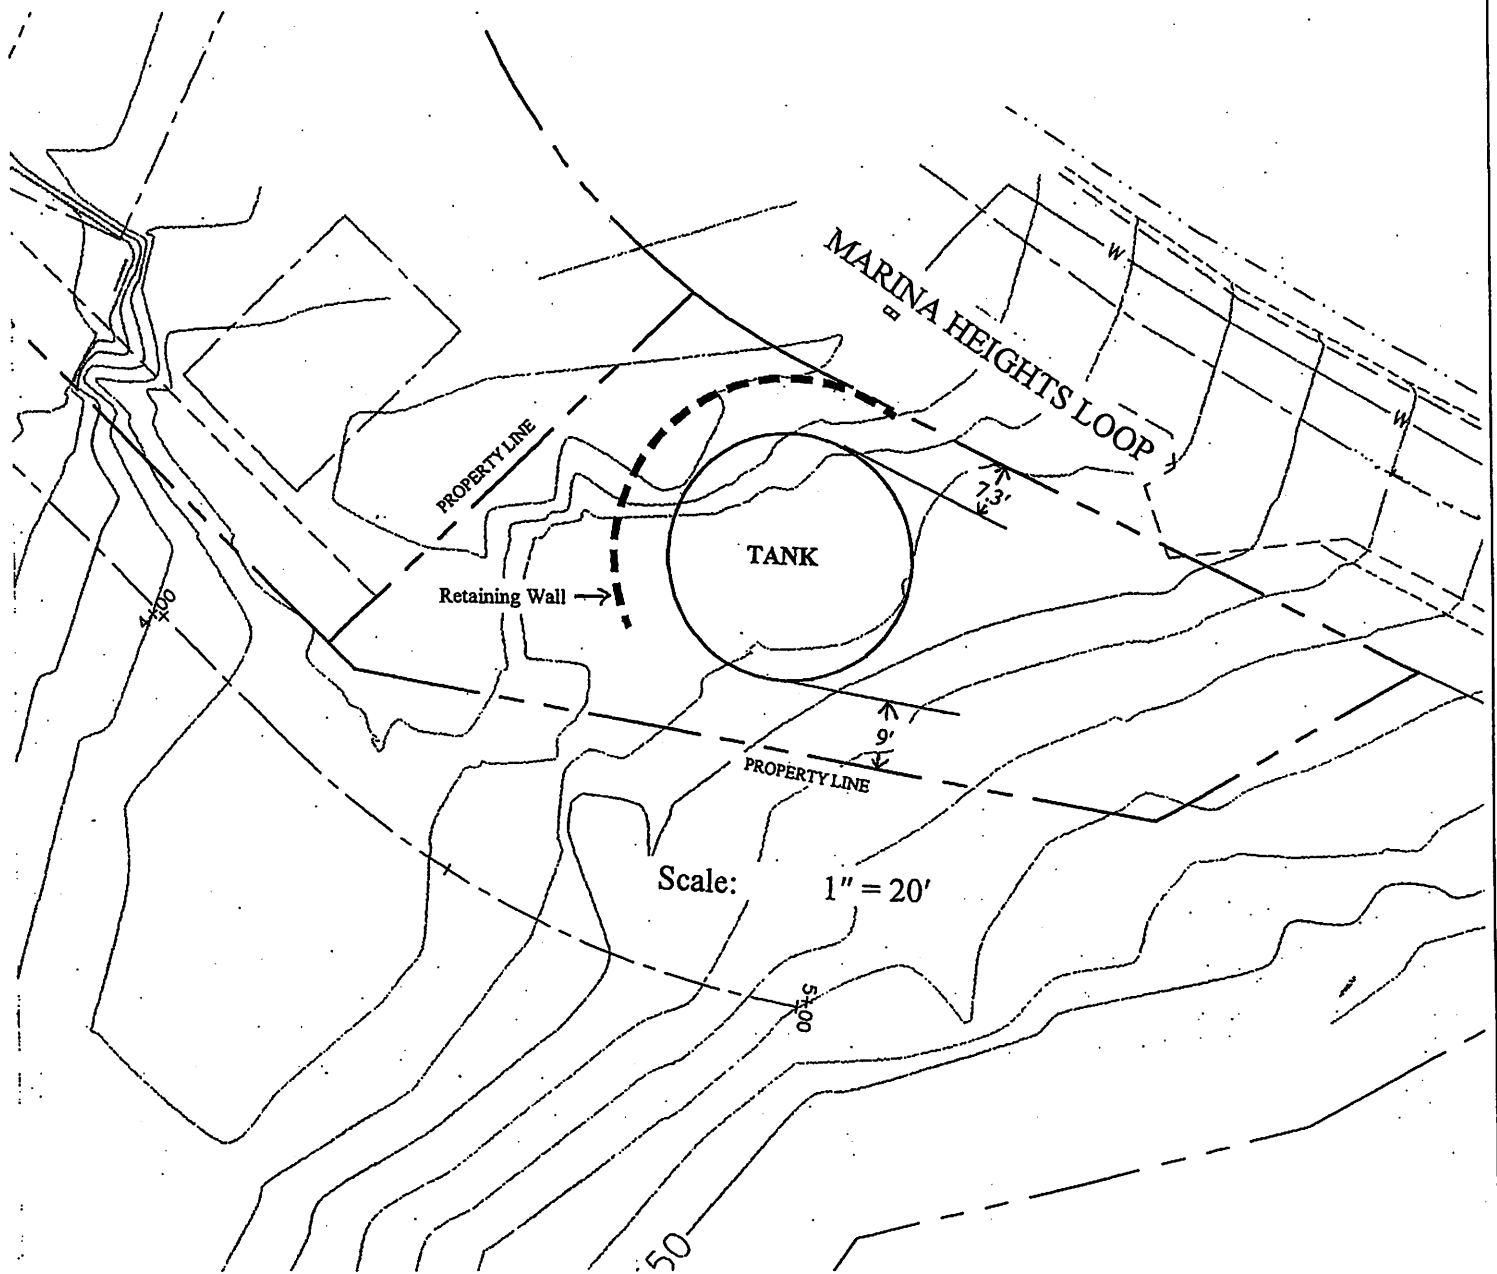 W
MARINA HEIGHTS LOOP
W
PROPERTY LINE
7.3'
TANK
Retaining Wall
4+00
9'
PROPERTY LINE
Scale: 1" = 20'
5+00
50